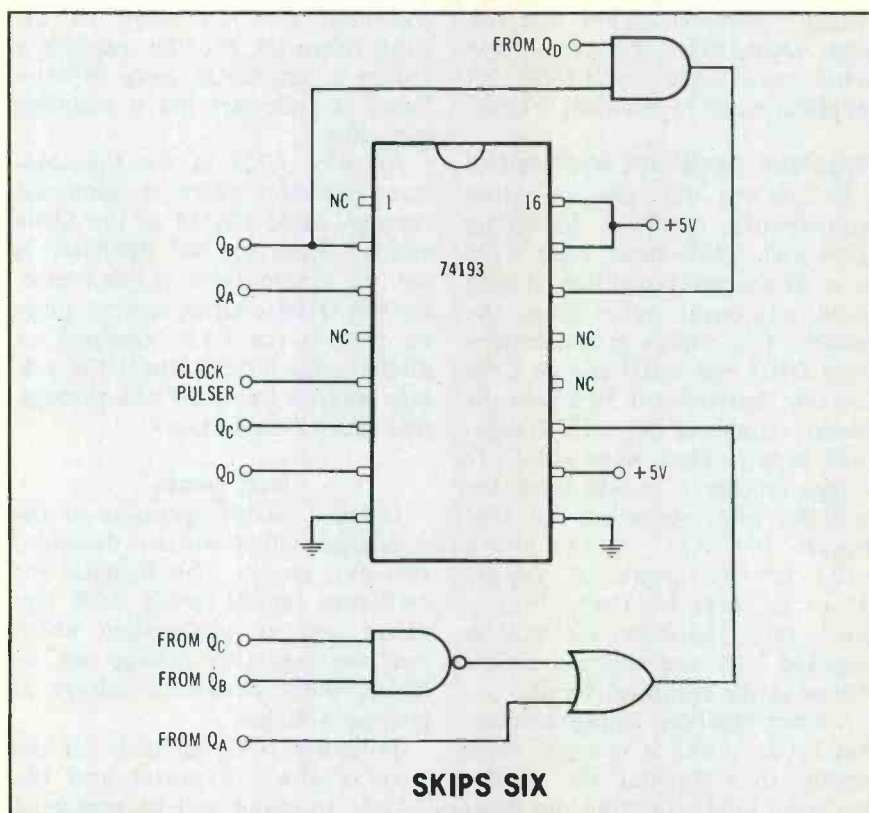 FROM QD
NC
1
16
QB
+5V
74193
QA
NC
CLOCK
PULSER
NC
QC
QD
+5V
FROM QC
FROM QB
FROM QA
SKIPS SIX